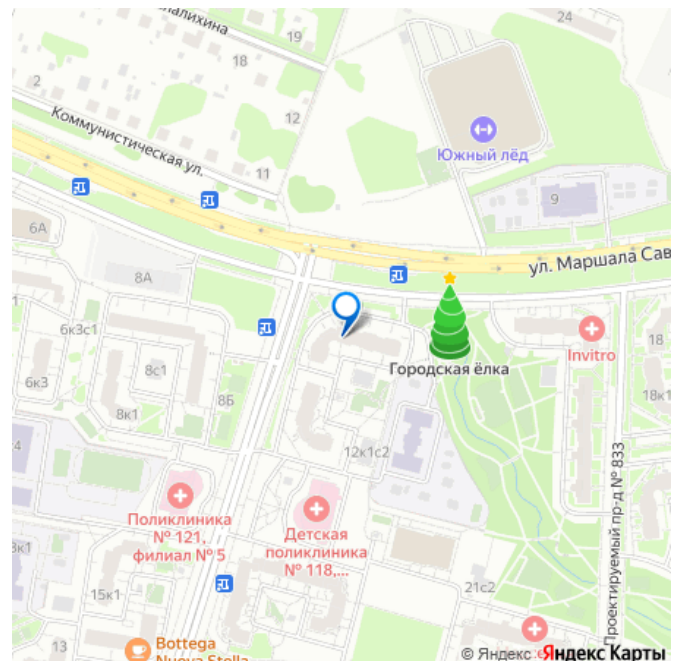 алихина
19
24
18
2
12
Коммунистическая ул.
11
Южный лёд
9
6А
ул. Маршала Сав
8А
6к3с1
Городская ёлка
Invitro
18
8с1
6к3
8Б
18к1
8к1
12к1с2
Проектируемый пр-д № 833
Поликлиника
№ 121,
филиал № 5
Детская
поликлиника
№ 118,...
3к1
21с2
15к1
13
Bottega
Nuova Stella
© Яндекс Яндекс Карты